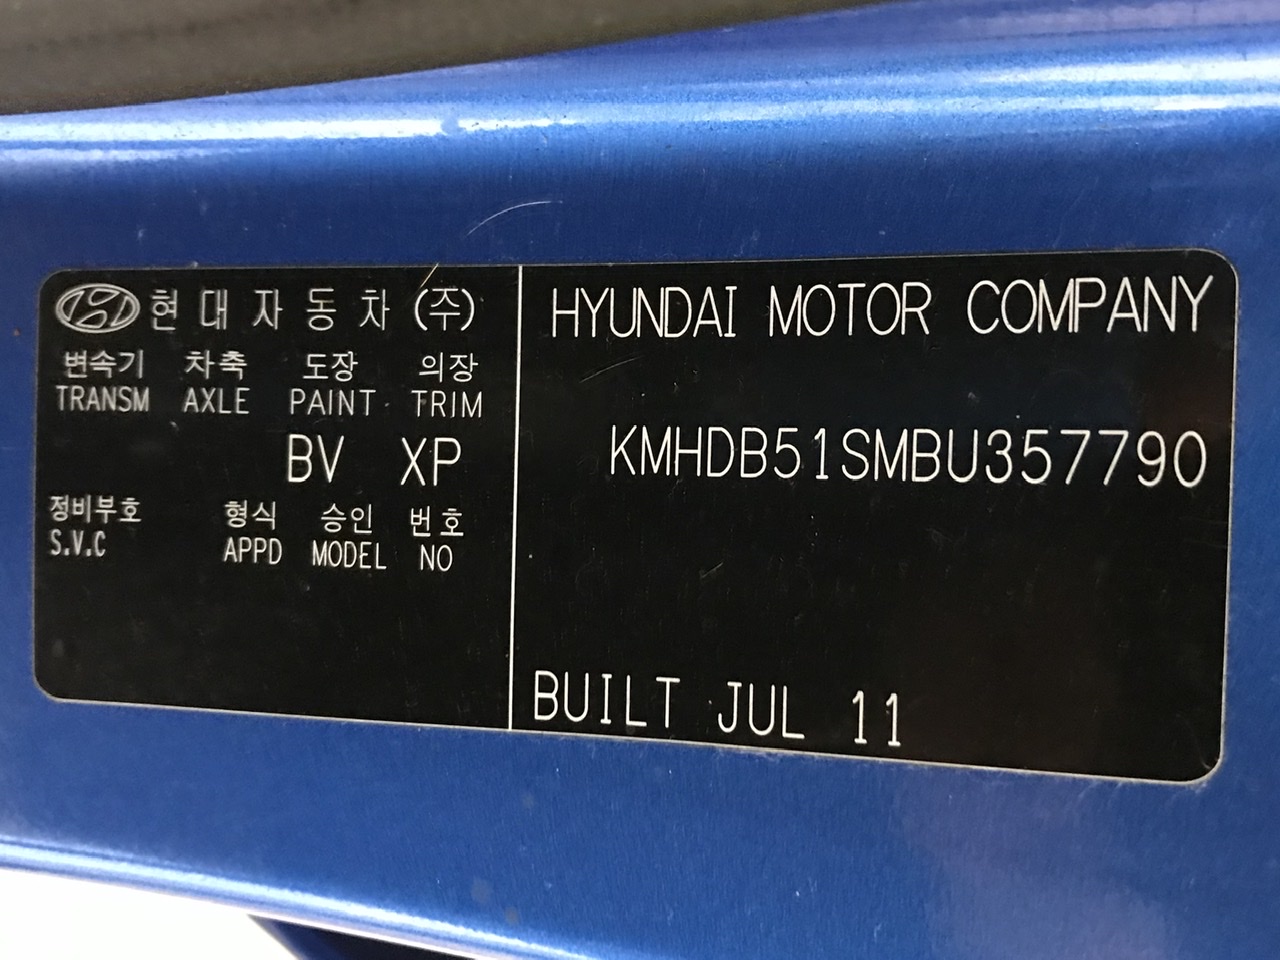 현대자동차(주)
변속기 차축 도장 의장
TRANSM AXLE PAINT TRIM
BV XP
정비부호 형식 승인 번호
S.V.C APPD MODEL NO
HYUNDAI MOTOR COMPANY
KMHDB51SMBU357790
BUILT JUL 11